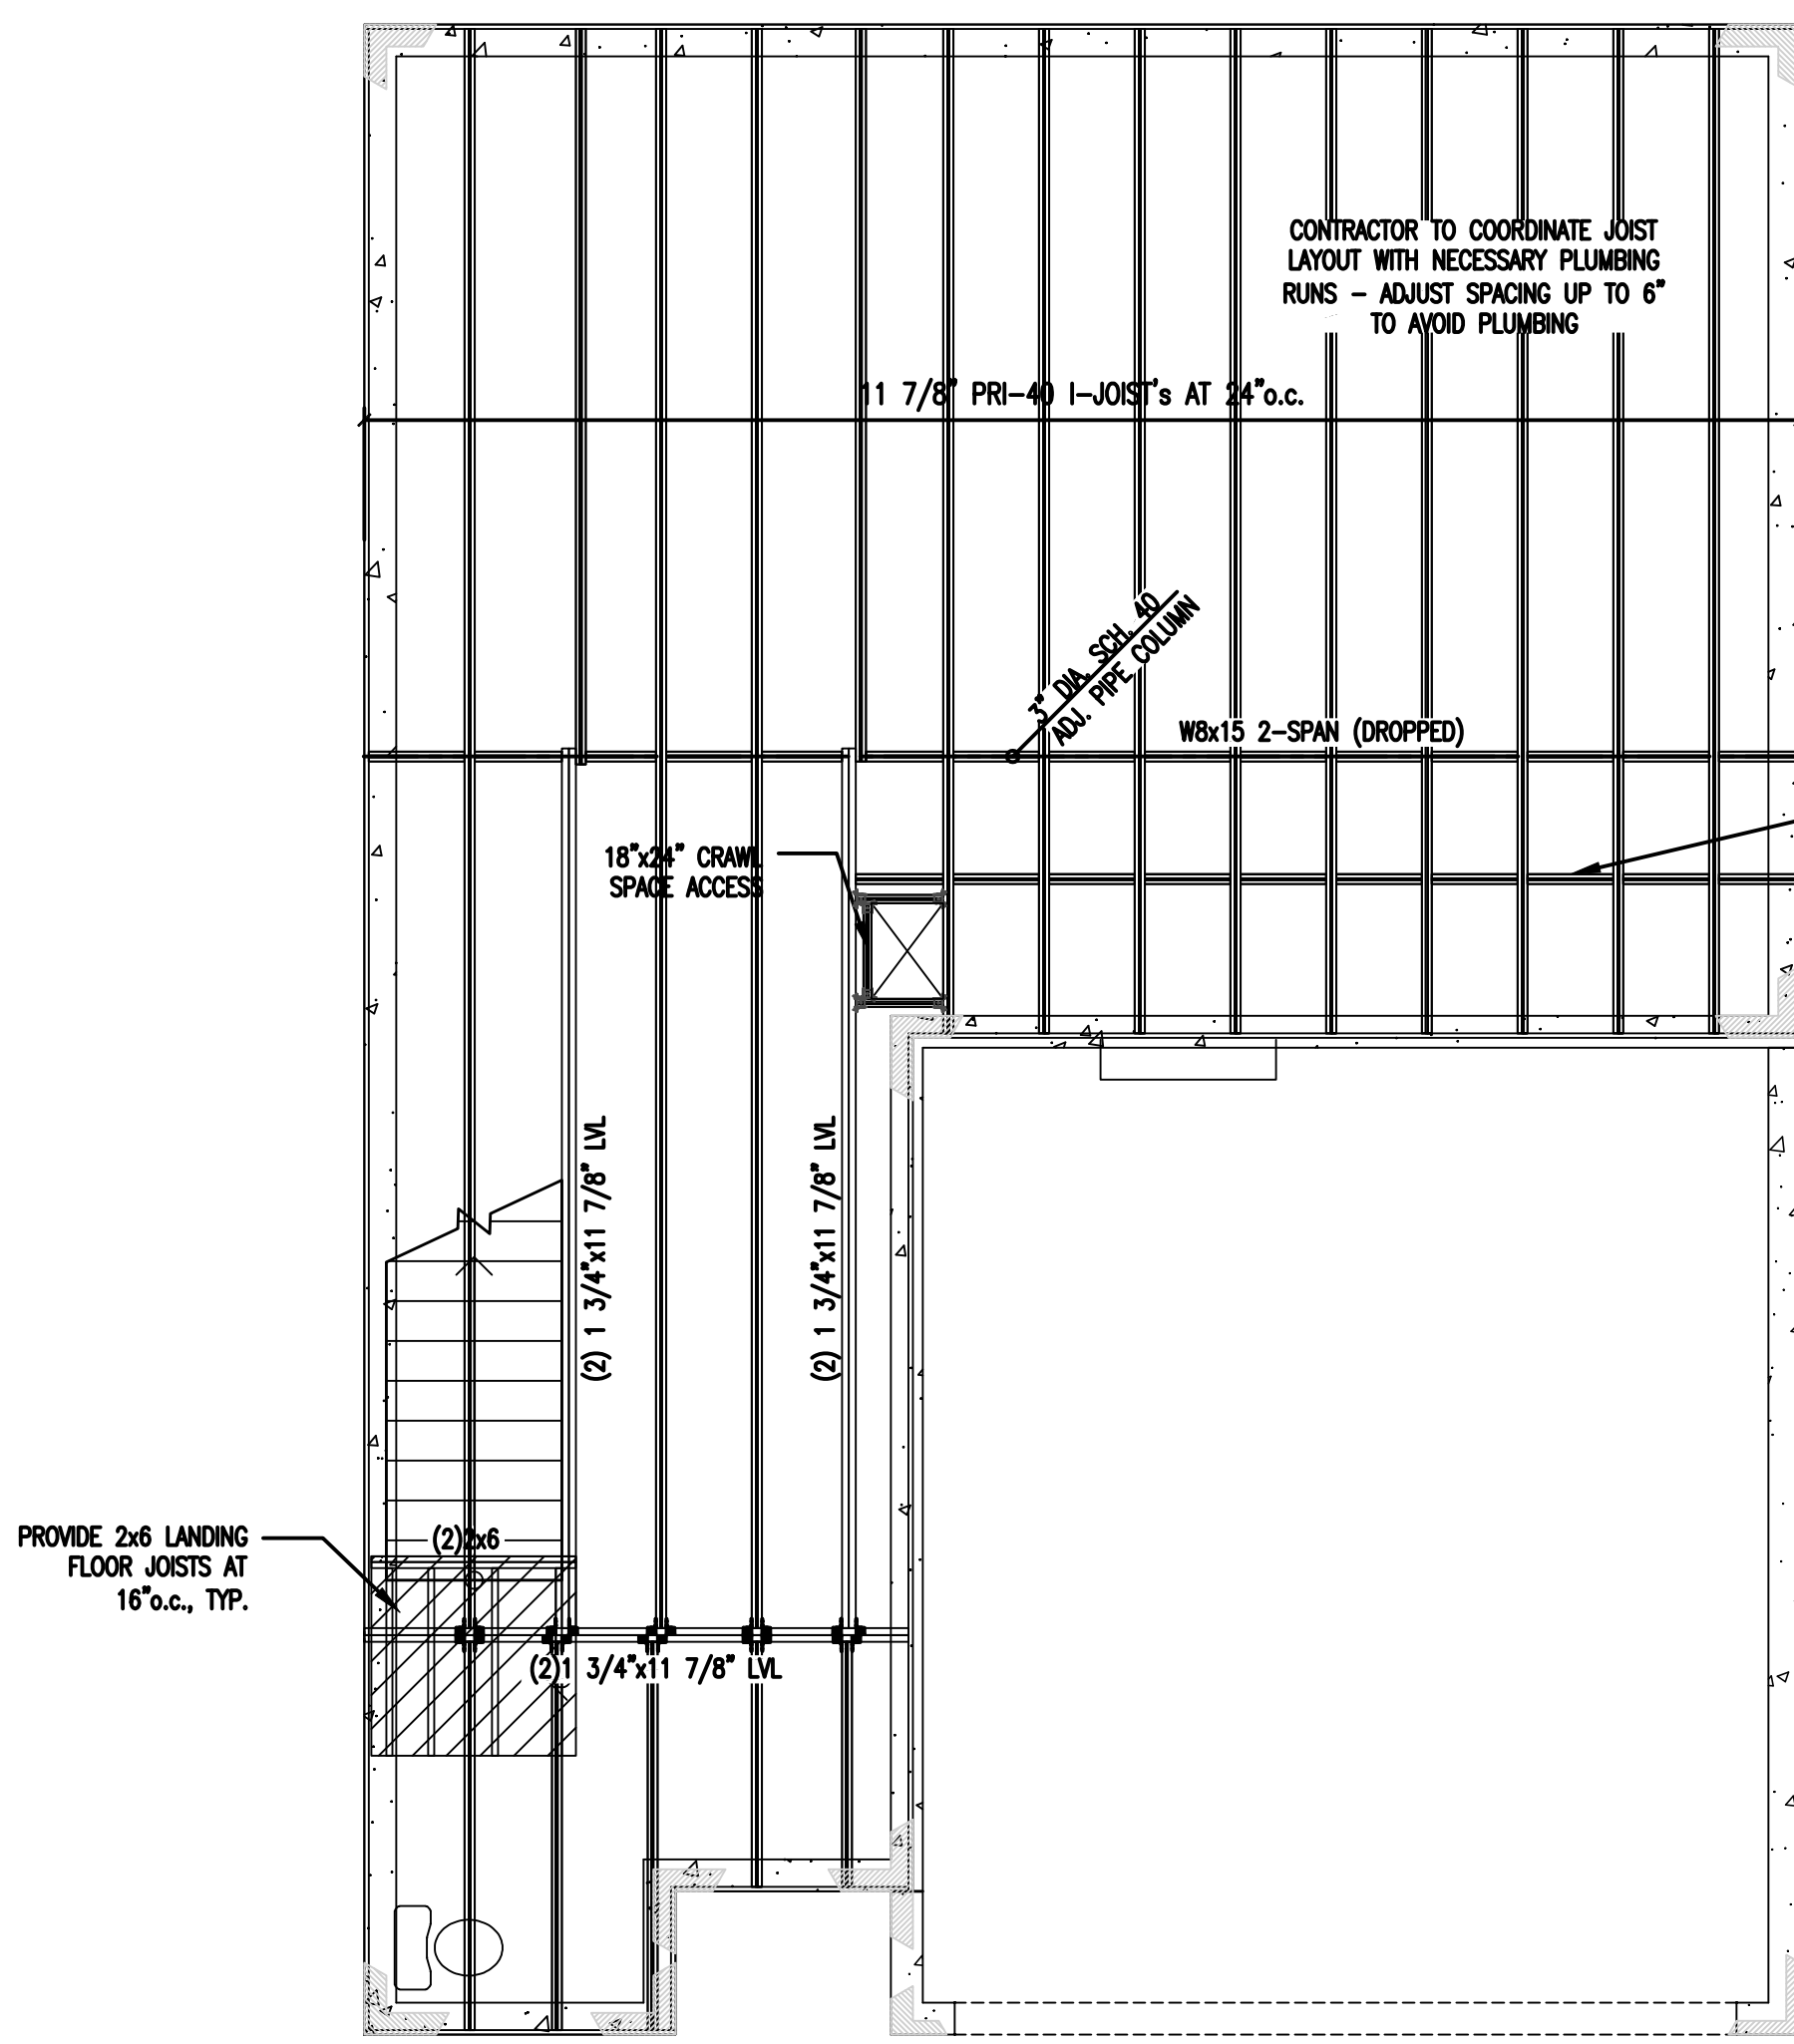 CONTRACTOR TO COORDINATE JOIST
LAYOUT WITH NECESSARY PLUMBING
RUNS - ADJUST SPACING UP TO 6"
TO AVOID PLUMBING
11 7/8" PRI-40 I-JOIST's AT 24"o.c.
3" DIA. SCH. 40
ADJ. PIPE COLUMN
W8x15 2-SPAN (DROPPED)
18"x24" CRAWL
SPACE ACCESS
(2) 1 3/4"x11 7/8" LVL
(2) 1 3/4"x11 7/8" LVL
PROVIDE 2x6 LANDING
FLOOR JOISTS AT
16"o.c., TYP.
(2)2x6
(2)1 3/4"x11 7/8" LVL